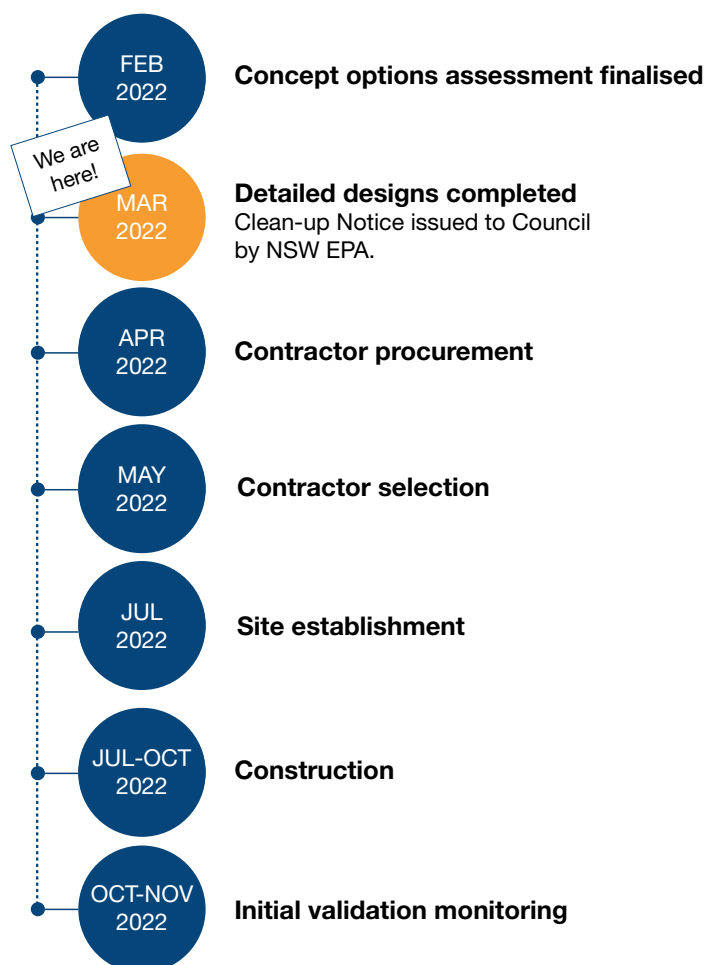 FEB
2022
Concept options assessment finalised
We are
here!
MAR
2022
Detailed designs completed
Clean-up Notice issued to Council
by NSW EPA.
APR
2022
Contractor procurement
MAY
2022
Contractor selection
JUL
2022
Site establishment
JUL-OCT
2022
Construction
OCT-NOV
2022
Initial validation monitoring